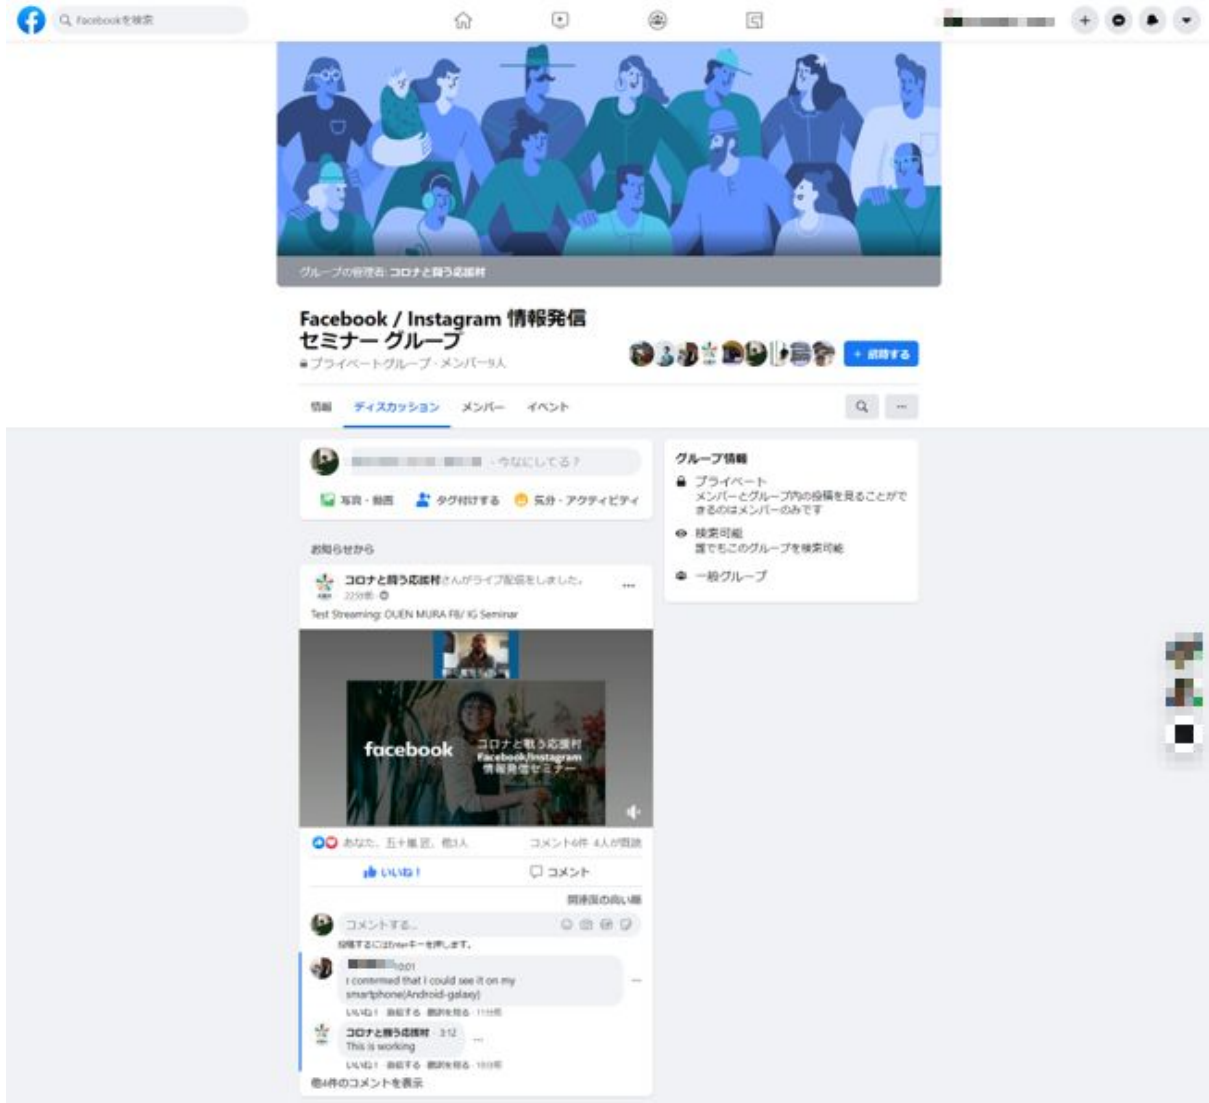 Facebookを検索
グループの管理者: コロナと闘う応援村
Facebook / Instagram 情報発信
セミナー グループ
プライベートグループ · メンバー9人
+ 招待する
情報 ディスカッション メンバー イベント
· 今なにしてる？
写真・動画 タグ付けする 気分・アクティビティ
お知らせから
コロナと闘う応援村さんがライブ配信をしました。
22分前
Test Streaming: OUEN MURA FB/ IG Seminar
facebook
コロナと戦う応援村
Facebook/Instagram
情報発信セミナー
あなた、五十嵐 匠、他3人 コメント6件 4人が既読
いいね！ コメント
関連度の高い順
コメントする…
投稿するにはEnterキーを押します。
10:01
I confirmed that I could see it on my
smartphone(Android-galaxy)
いいね！ · 返信する · 翻訳を見る · 11分前
コロナと闘う応援村 · 3:12
This is working
いいね！ · 返信する · 翻訳を見る
他4件のコメントを表示
グループ情報
プライベート
メンバーとグループ内の投稿を見ることがで
きるのはメンバーのみです
検索可能
誰でもこのグループを検索可能
一般グループ